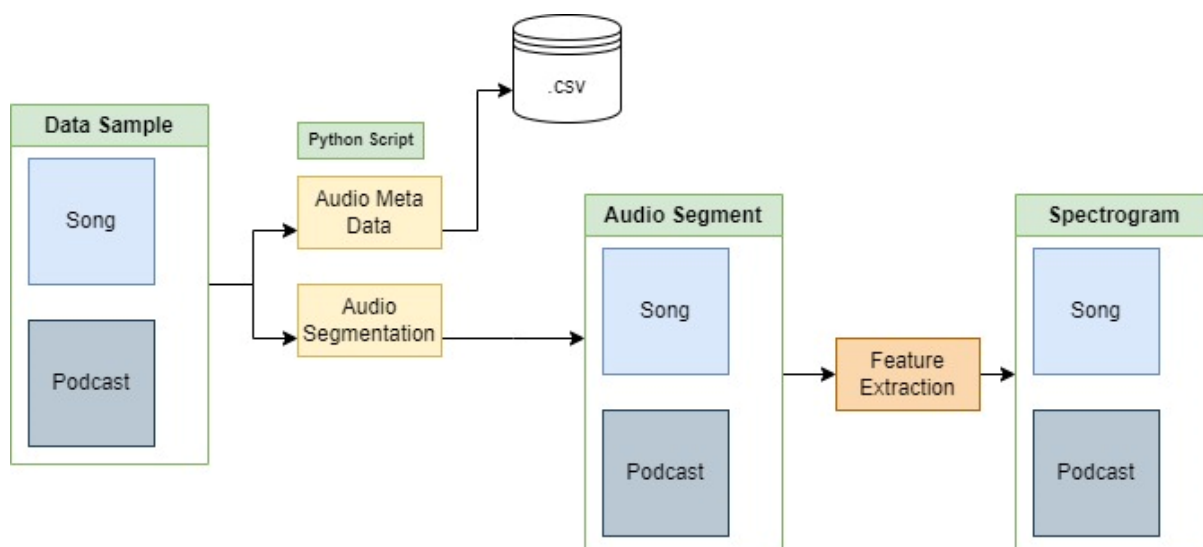 .csv
Data Sample
Song
Podcast
Python Script
Audio Meta
Data
Audio
Segmentation
Audio Segment
Song
Podcast
Feature
Extraction
Spectrogram
Song
Podcast